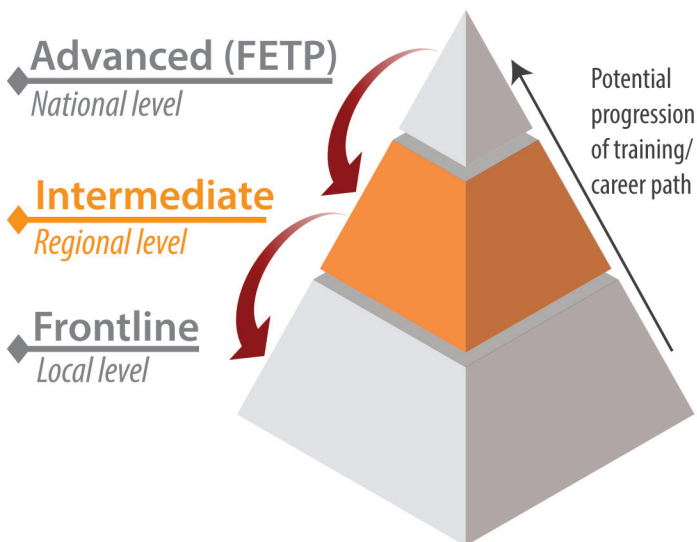 Advanced (FETP)
National level
Intermediate
Regional level
Frontline
Local level
Potential
progression
of training/
career path